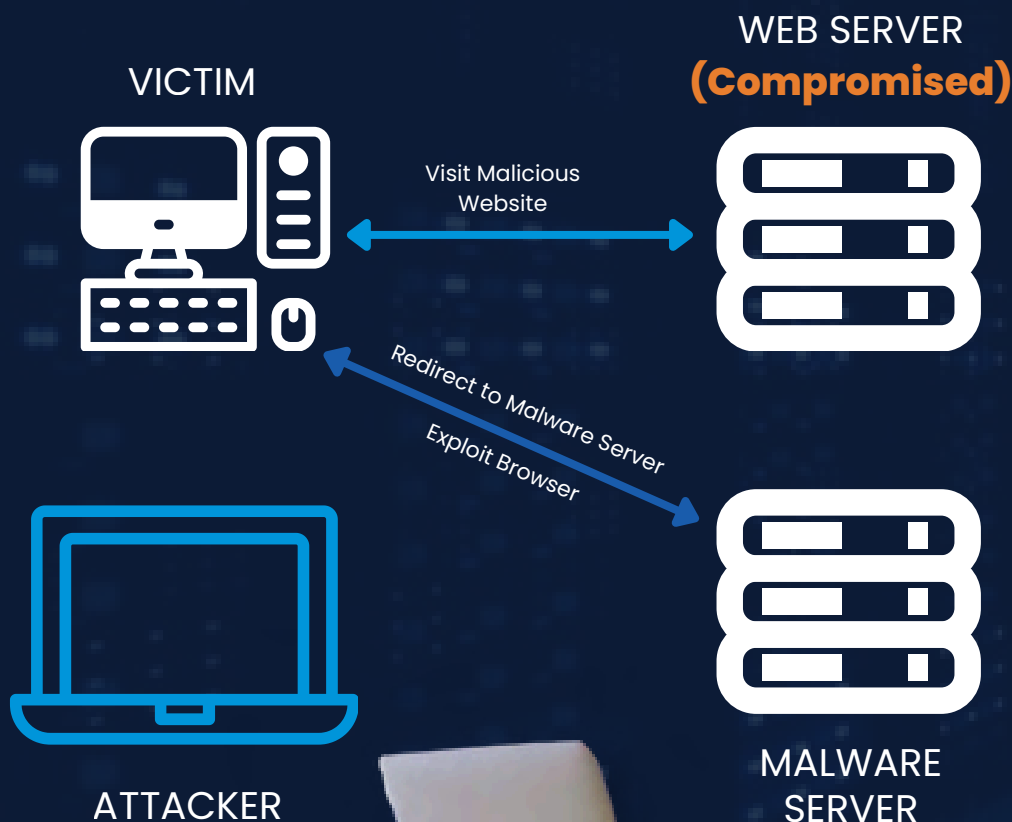 WEB SERVER
(Compromised)
VICTIM
Visit Malicious
Website
Redirect to Malware Server
Exploit Browser
ATTACKER
MALWARE
SERVER